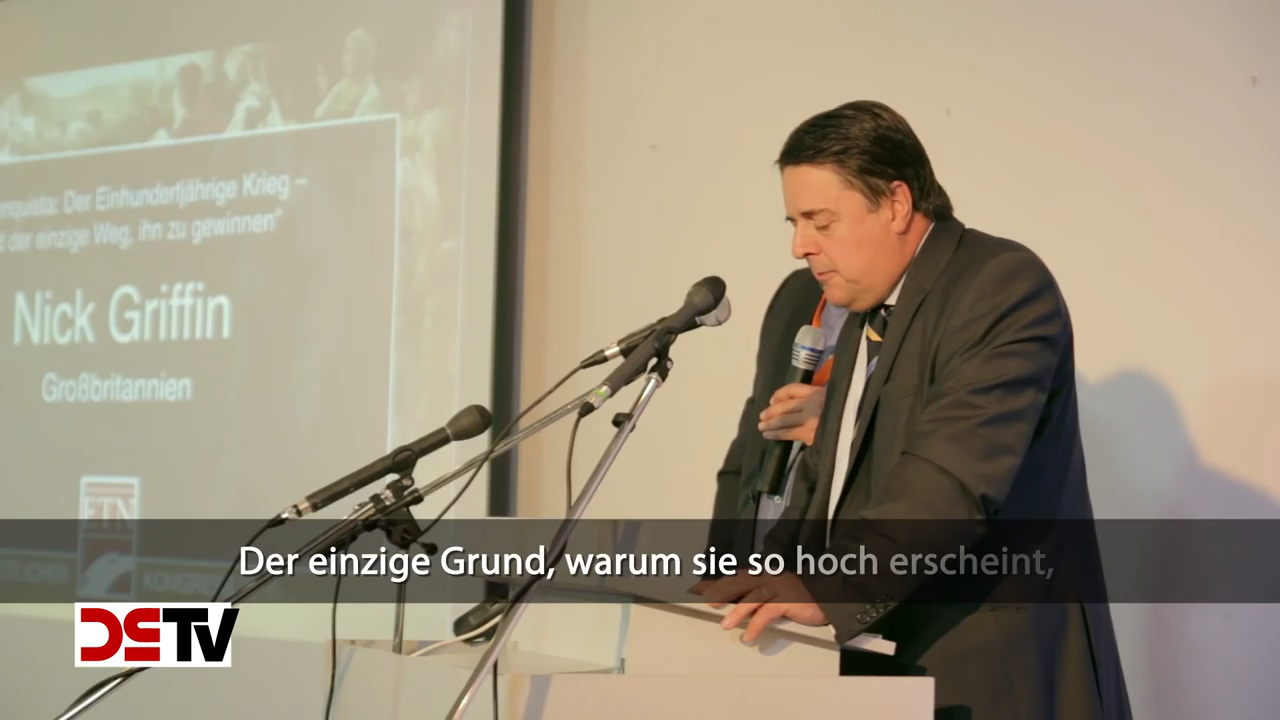 Der Einhundertjährige Krieg –
der einzige Weg, ihn zu gewinnen"
Nick Griffin
Großbritannien
ETN
Der einzige Grund, warum sie so hoch erscheint,
DSTV